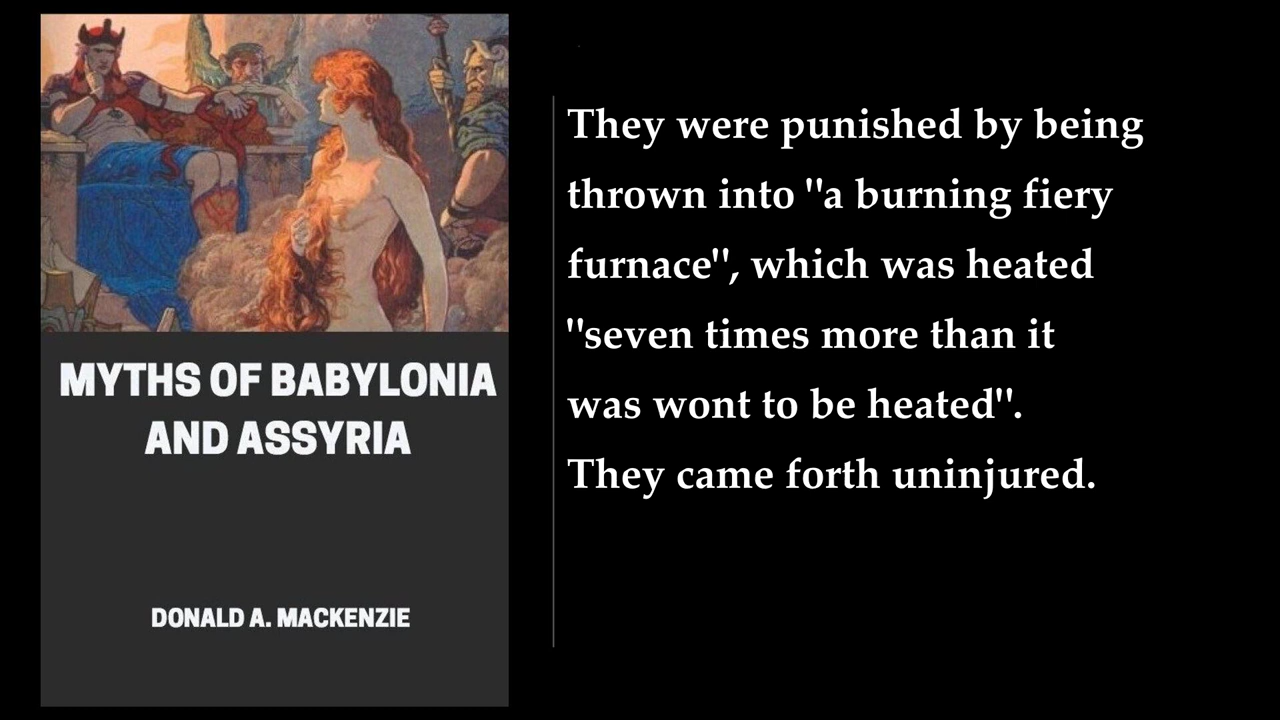 MYTHS OF BABYLONIA
AND ASSYRIA
DONALD A. MACKENZIE
They were punished by being
thrown into "a burning fiery
furnace", which was heated
"seven times more than it
was wont to be heated".
They came forth uninjured.